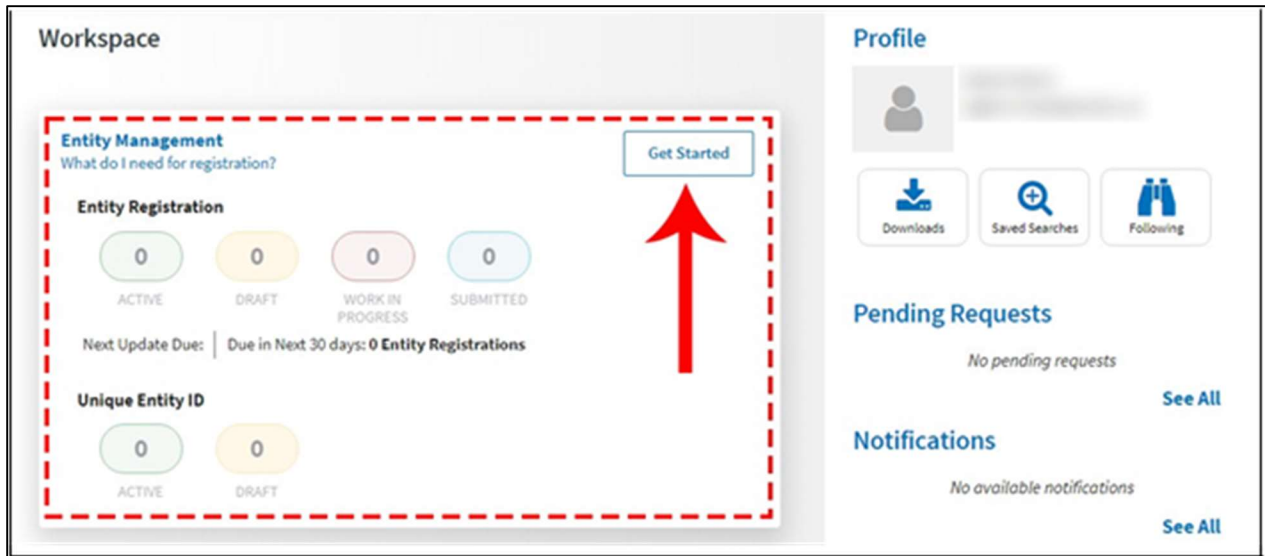 Workspace
Entity Management
What do I need for registration?
Get Started
Entity Registration
0 0 0 0
ACTIVE DRAFT WORK IN PROGRESS SUBMITTED
Next Update Due: Due in Next 30 days: 0 Entity Registrations
Unique Entity ID
0 0
ACTIVE DRAFT
Profile
Downloads Saved Searches Following
Pending Requests
No pending requests
See All
Notifications
No available notifications
See All